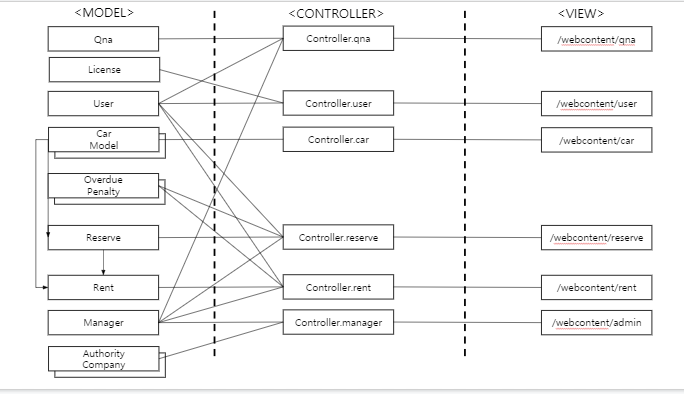 <MODEL>
<CONTROLLER>
<VIEW>
Qna
Controller.qna
/webcontent/qna
License
User
Controller.user
/webcontent/user
Car
Model
Controller.car
/webcontent/car
Overdue
Penalty
Reserve
Controller.reserve
/webcontent/reserve
Rent
Controller.rent
/webcontent/rent
Manager
Controller.manager
/webcontent/admin
Authority
Company